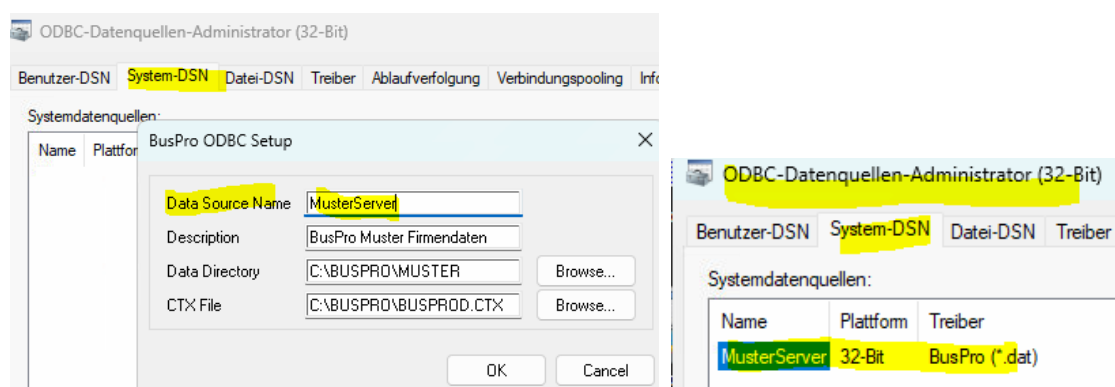 ODBC-Datenquellen-Administrator (32-Bit)
Benutzer-DSN System-DSN Datei-DSN Treiber Ablaufverfolgung Verbindungspooling Info
Systemdatenquellen:
Name Plattfor
BusPro ODBC Setup
Data Source Name MusterServer
Description BusPro Muster Firmendaten
Data Directory C:\BUSPRO\MUSTER Browse...
CTX File C:\BUSPRO\BUSPROD.CTX Browse...
OK Cancel
ODBC-Datenquellen-Administrator (32-Bit)
Benutzer-DSN System-DSN Datei-DSN Treiber
Systemdatenquellen:
Name Plattform Treiber
MusterServer 32-Bit BusPro (*.dat)